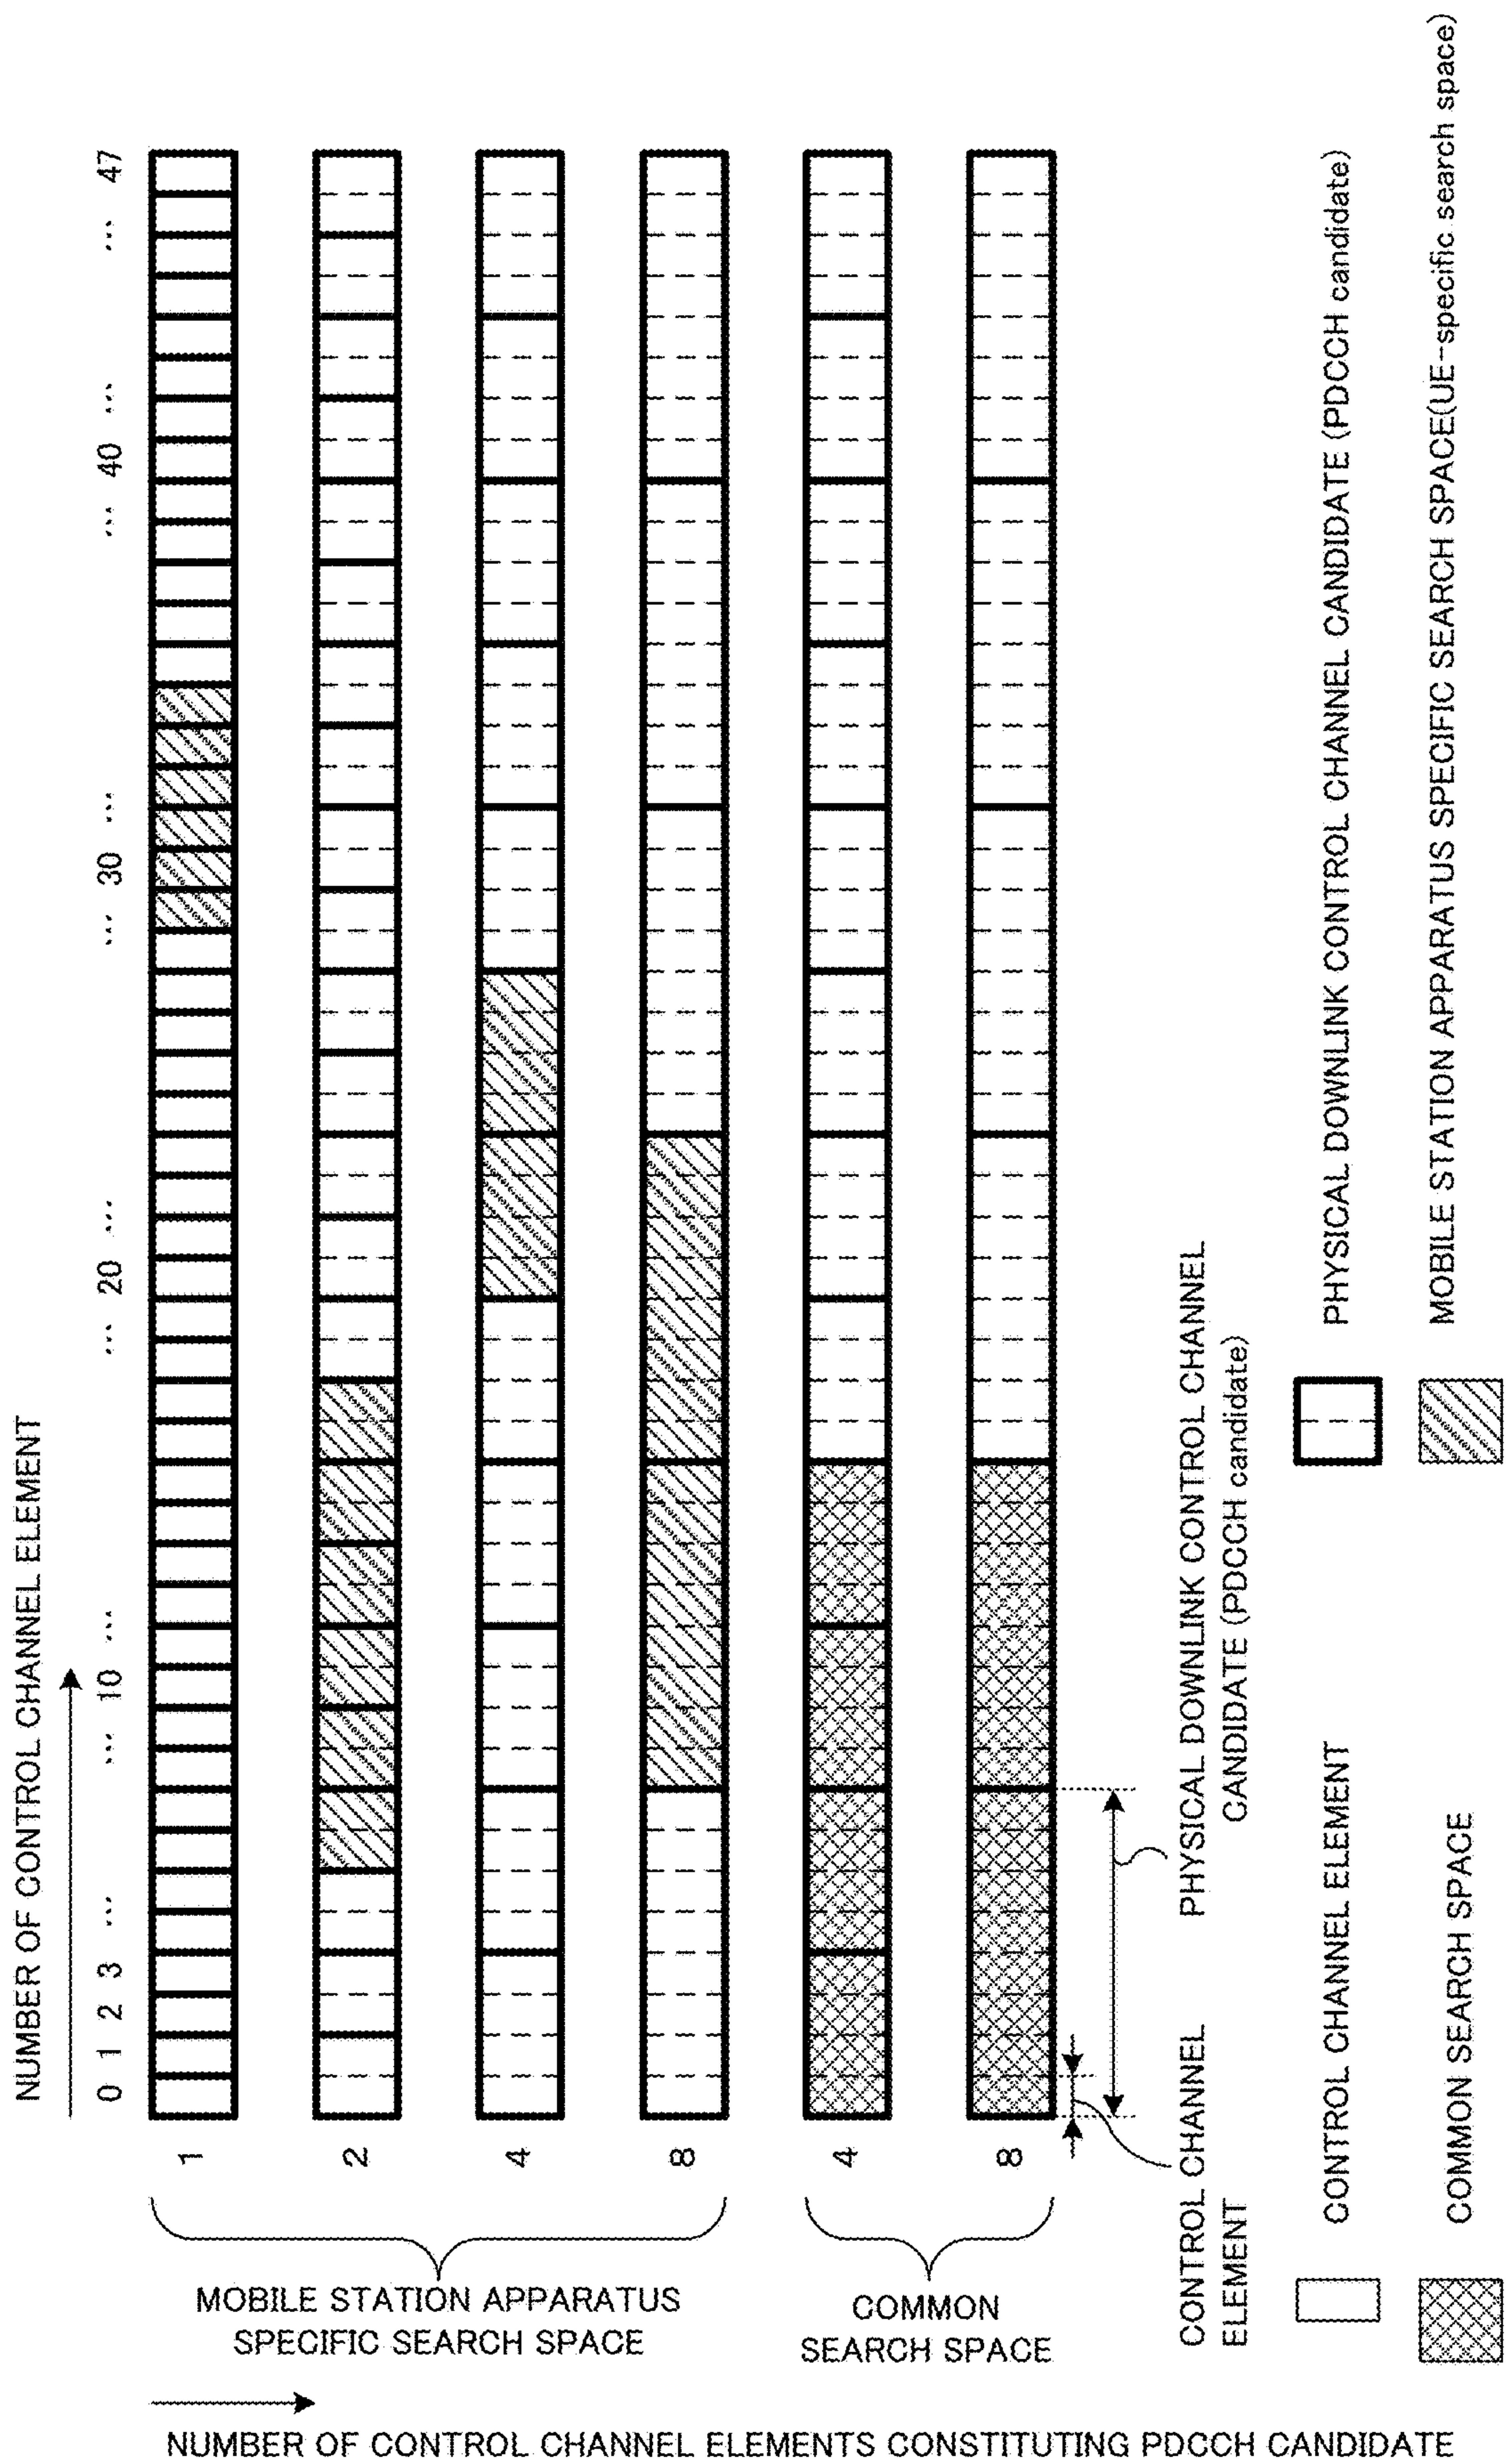 NUMBER OF CONTROL CHANNEL ELEMENT
0 1 2 3 ... ... 10 ... ... 20 ... ... 30 ... ... 40 ... ... 47
NUMBER OF CONTROL CHANNEL ELEMENTS CONSTITUTING PDCCH CANDIDATE
MOBILE STATION APPARATUS
SPECIFIC SEARCH SPACE
1
2
4
8
COMMON
SEARCH SPACE
4
8
CONTROL CHANNEL
ELEMENT
PHYSICAL DOWNLINK CONTROL CHANNEL
CANDIDATE (PDCCH candidate)
CONTROL CHANNEL ELEMENT
PHYSICAL DOWNLINK CONTROL CHANNEL CANDIDATE (PDCCH candidate)
COMMON SEARCH SPACE
MOBILE STATION APPARATUS SPECIFIC SEARCH SPACE(UE-specific search space)